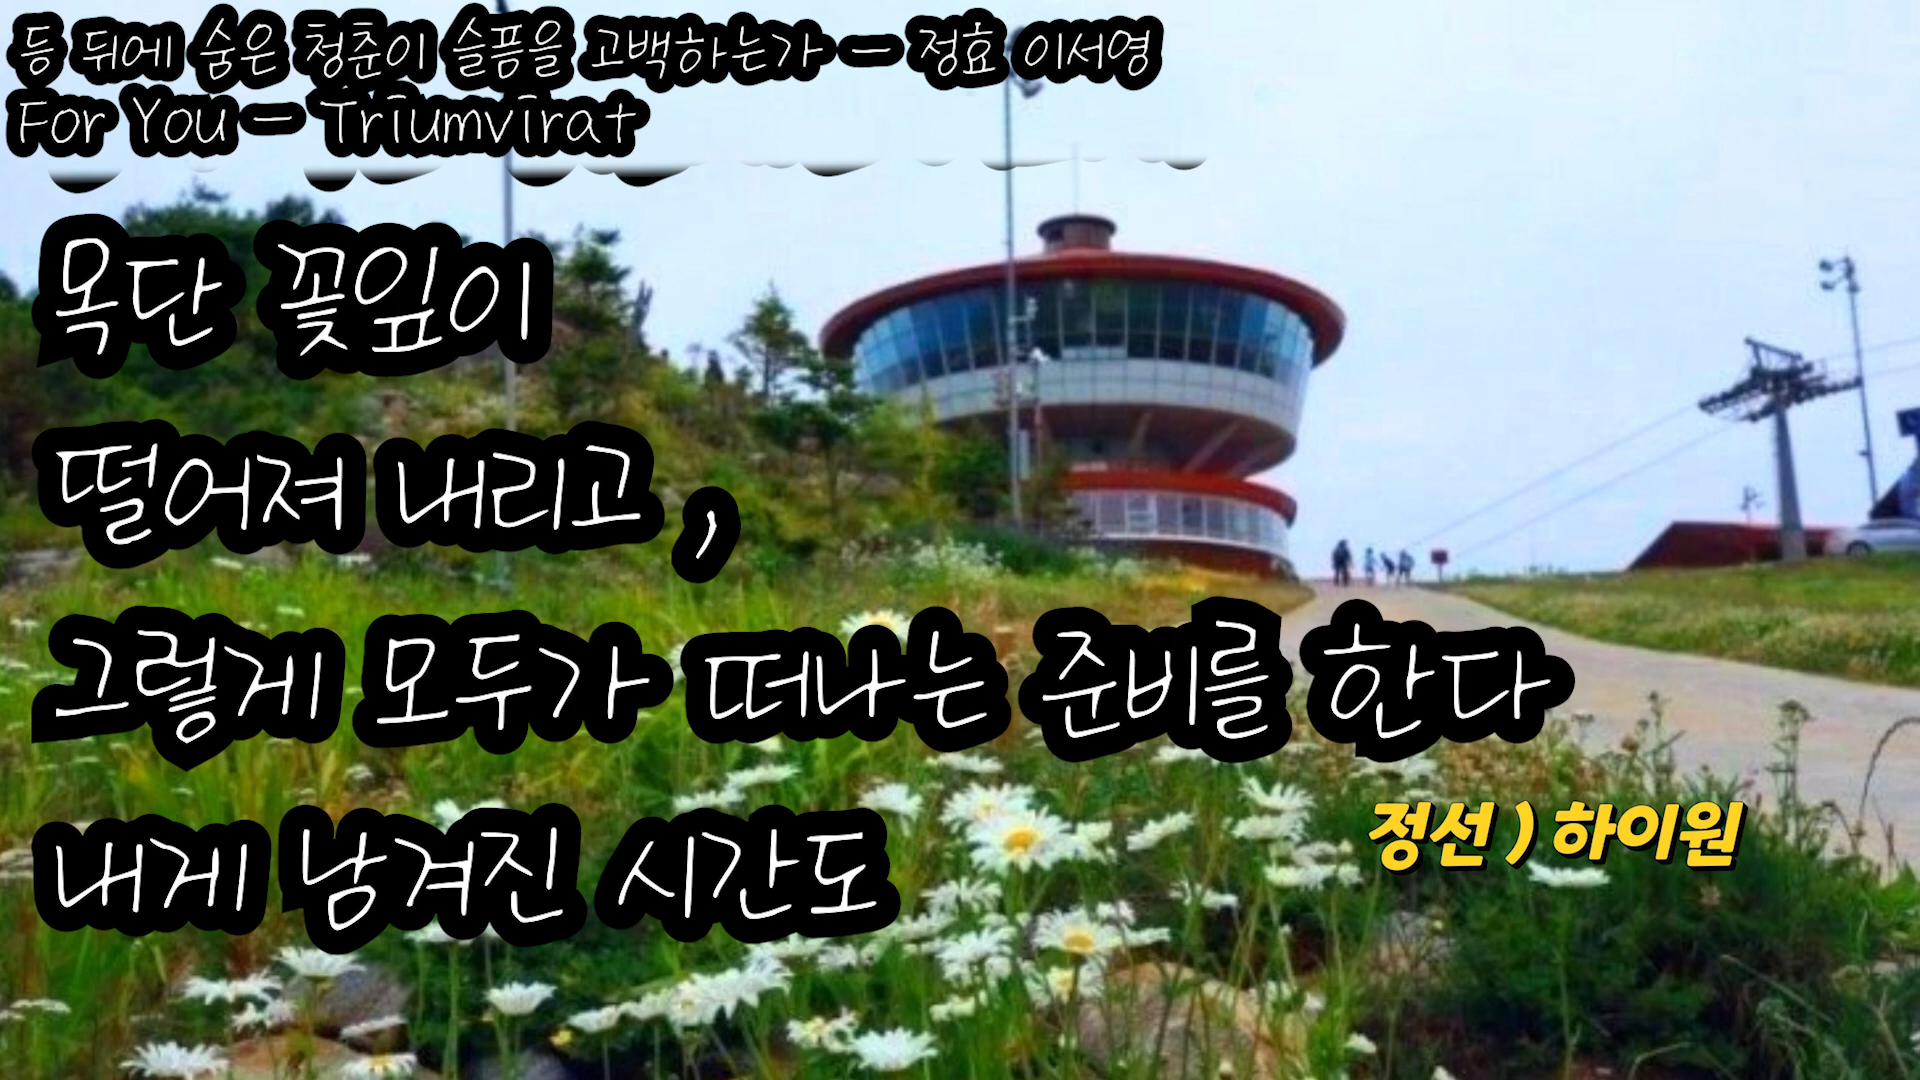 등 뒤에 숨은 청춘이 슬픔을 고백하는가 - 정효 이서영
For You - Triumvirat
목단 꽃잎이
떨어져 내리고 ,
그렇게 모두가 떠나는 준비를 한다
내게 남겨진 시간도
정선 ) 하이원